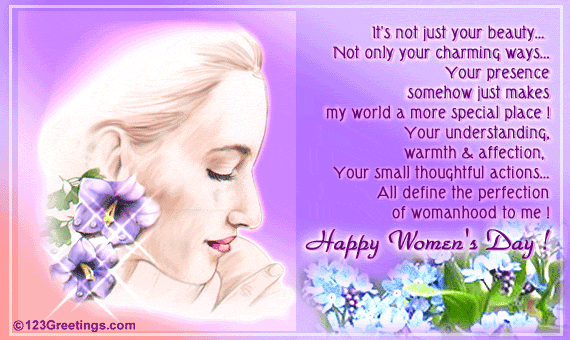 It's not just your beauty...
Not only your charming ways...
Your presence
somehow just makes
my world a more special place !
Your understanding,
warmth & affection,
Your small thoughtful actions...
All define the perfection
of womanhood to me !
Happy Women's Day !
©123Greetings.com